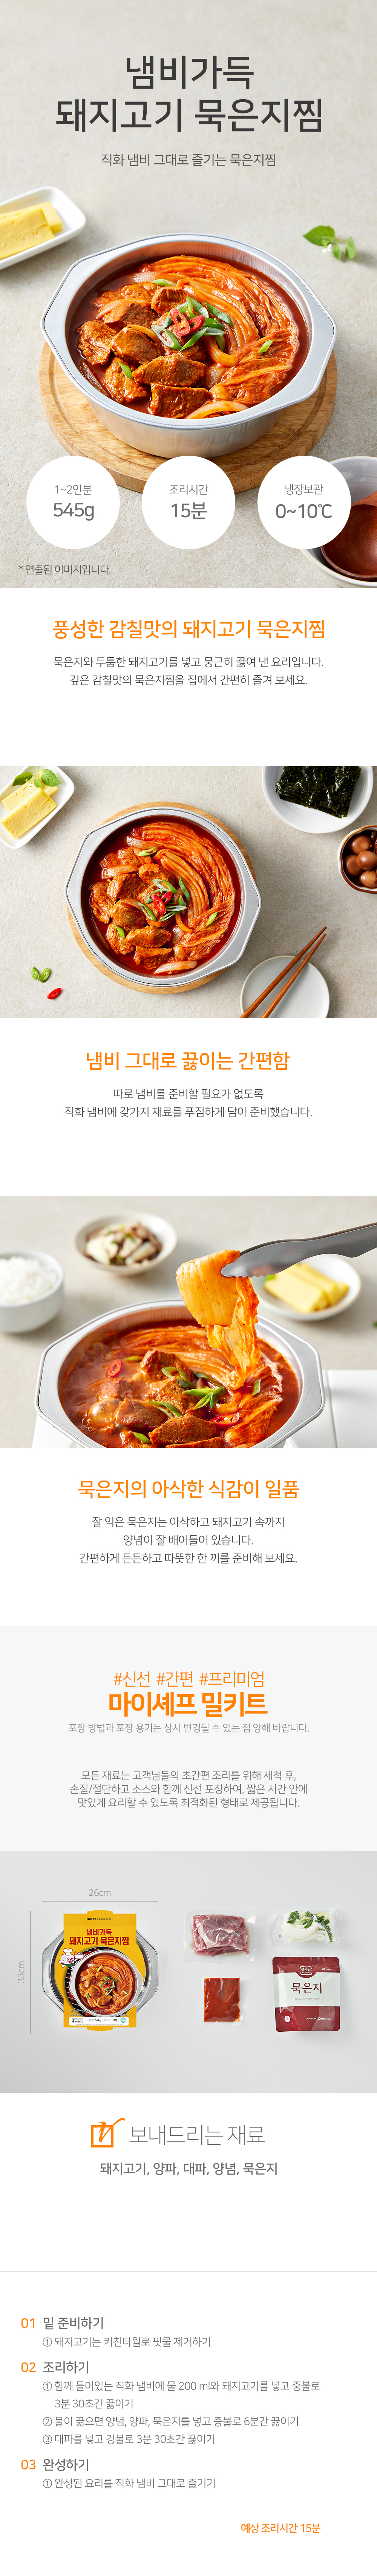 냄비가득
돼지고기 묵은지찜
직화 냄비 그대로 즐기는 묵은지찜
1~2인분
545g
조리시간
15분
냉장보관
0~10℃
* 연출된 이미지입니다.
풍성한 감칠맛의 돼지고기 묵은지찜
묵은지와 두툼한 돼지고기를 넣고 뭉근히 끓여 낸 요리입니다.
깊은 감칠맛의 묵은지찜을 집에서 간편히 즐겨 보세요.
냄비 그대로 끓이는 간편함
따로 냄비를 준비할 필요가 없도록
직화 냄비에 갖가지 재료를 푸짐하게 담아 준비했습니다.
묵은지의 아삭한 식감이 일품
잘 익은 묵은지는 아삭하고 돼지고기 속까지
양념이 잘 배어들어 있습니다.
간편하게 든든하고 따뜻한 한 끼를 준비해 보세요.
#신선 #간편 #프리미엄
마이셰프 밀키트
포장 방법과 포장 용기는 상시 변경될 수 있는 점 양해 바랍니다.
모든 재료는 고객님들의 초간편 조리를 위해 세척 후,
손질/절단하고 소스와 함께 신선 포장하여, 짧은 시간 안에
맛있게 요리할 수 있도록 최적화된 형태로 제공됩니다.
26cm
33cm
냄비가득
돼지고기 묵은지찜
묵은지
보내드리는 재료
돼지고기, 양파, 대파, 양념, 묵은지
01 밑 준비하기
① 돼지고기는 키친타월로 핏물 제거하기
02 조리하기
① 함께 들어있는 직화 냄비에 물 200 ml와 돼지고기를 넣고 중불로
3분 30초간 끓이기
② 물이 끓으면 양념, 양파, 묵은지를 넣고 중불로 6분간 끓이기
③ 대파를 넣고 강불로 3분 30초간 끓이기
03 완성하기
① 완성된 요리를 직화 냄비 그대로 즐기기
예상 조리시간 15분